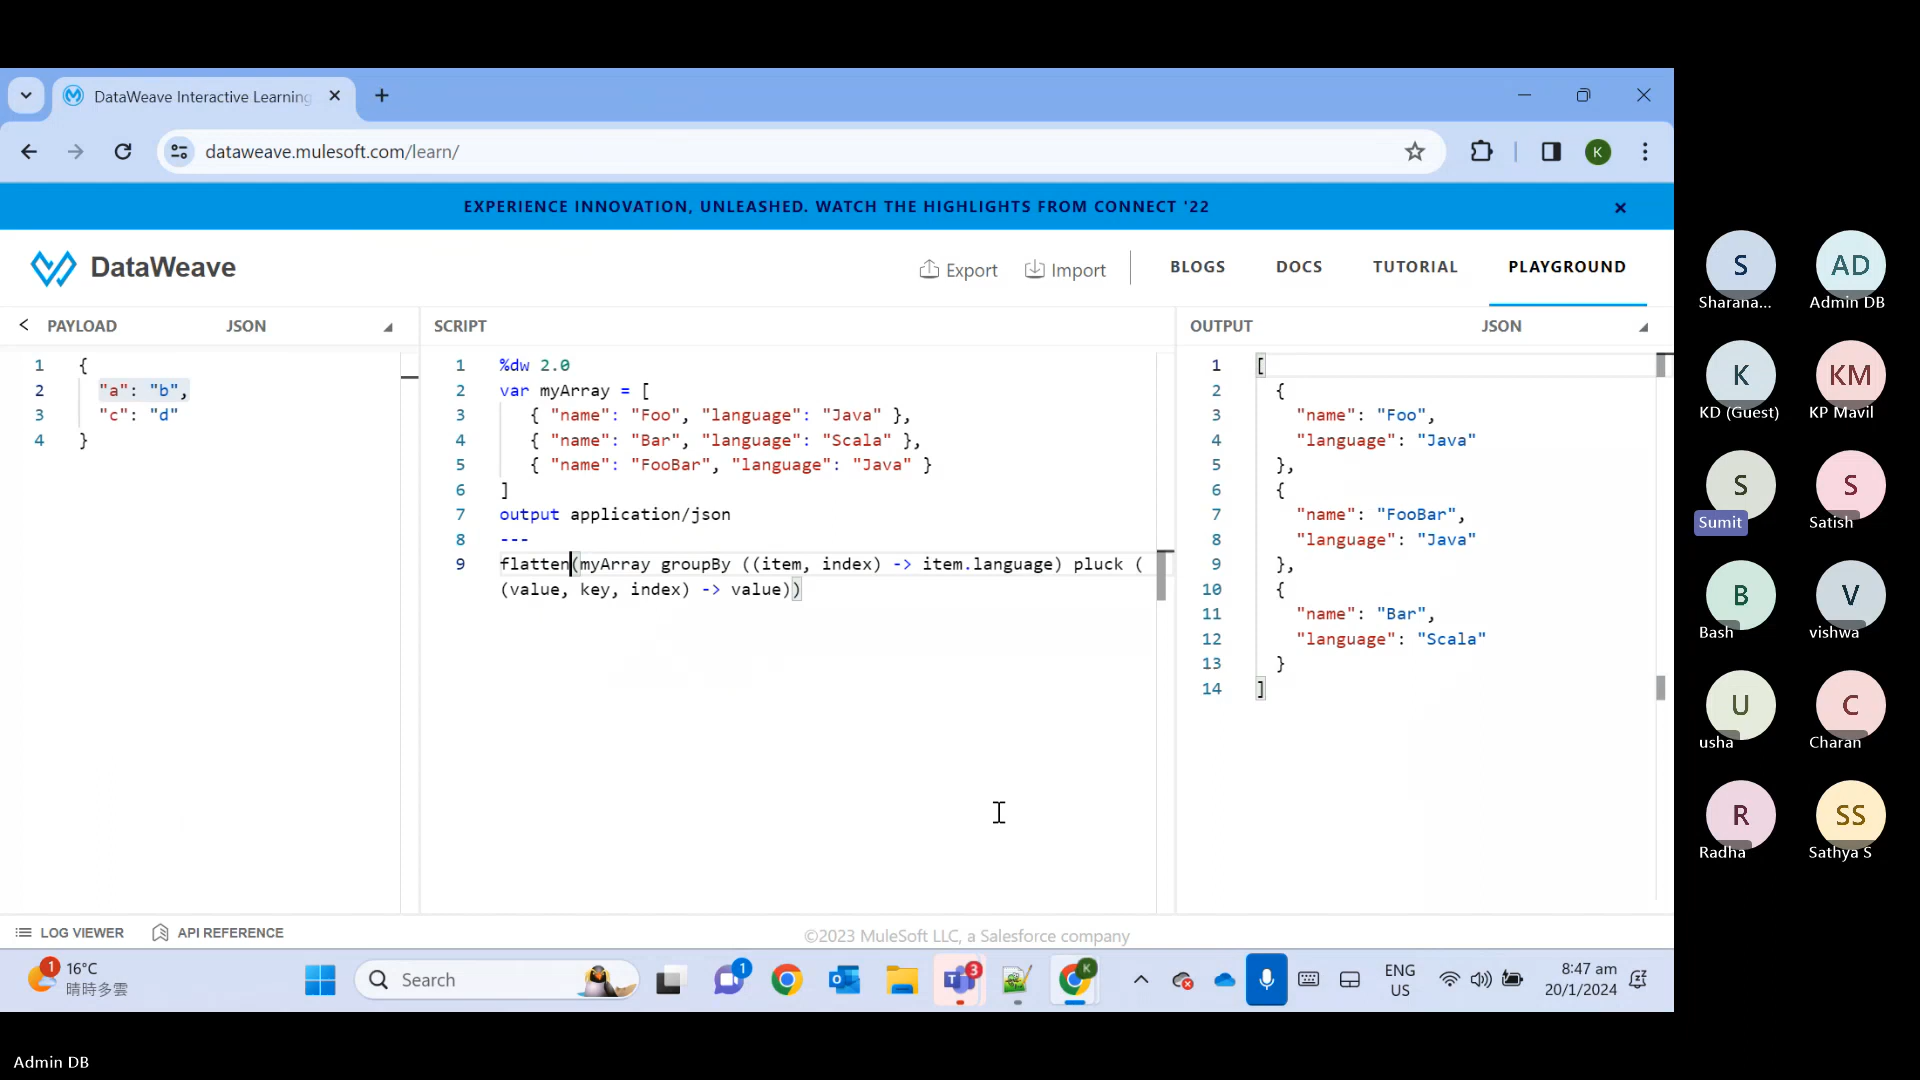 DataWeave Interactive Learning
dataweave.mulesoft.com/learn/
K
EXPERIENCE INNOVATION, UNLEASHED. WATCH THE HIGHLIGHTS FROM CONNECT '22
DataWeave
Export
Import
BLOGS
DOCS
TUTORIAL
PLAYGROUND
PAYLOAD
JSON
1 {
2 "a": "b",
3 "c": "d"
4 }
SCRIPT
1 %dw 2.0
2 var myArray = [
3 { "name": "Foo", "language": "Java" },
4 { "name": "Bar", "language": "Scala" },
5 { "name": "FooBar", "language": "Java" }
6 ]
7 output application/json
8 ---
9 flatten(myArray groupBy ((item, index) -> item.language) pluck (
(value, key, index) -> value))
OUTPUT
JSON
1 [
2 {
3 "name": "Foo",
4 "language": "Java"
5 },
6 {
7 "name": "FooBar",
8 "language": "Java"
9 },
10 {
11 "name": "Bar",
12 "language": "Scala"
13 }
14 ]
LOG VIEWER
API REFERENCE
©2023 MuleSoft LLC, a Salesforce company
1
16°C
晴時多雲
Search
1
3
K
ENG
US
8:47 am
20/1/2024
S
Sharana...
AD
Admin DB
K
KD (Guest)
KM
KP Mavil
S
Sumit
S
Satish
B
Bash
V
vishwa
U
usha
C
Charan
R
Radha
SS
Sathya S
Admin DB